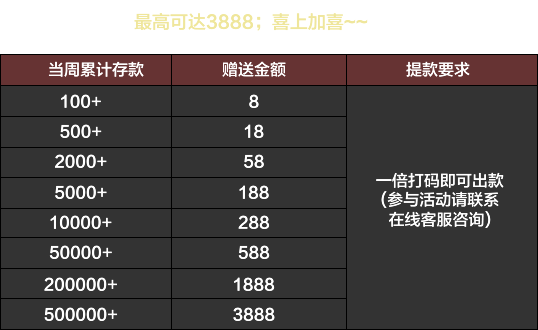 最高可达3888；喜上加喜~~
当周累计存款 赠送金额 提款要求
100+ 8
500+ 18
2000+ 58
5000+ 188
10000+ 288
50000+ 588
200000+ 1888
500000+ 3888
一倍打码即可出款
（参与活动请联系
在线客服咨询）